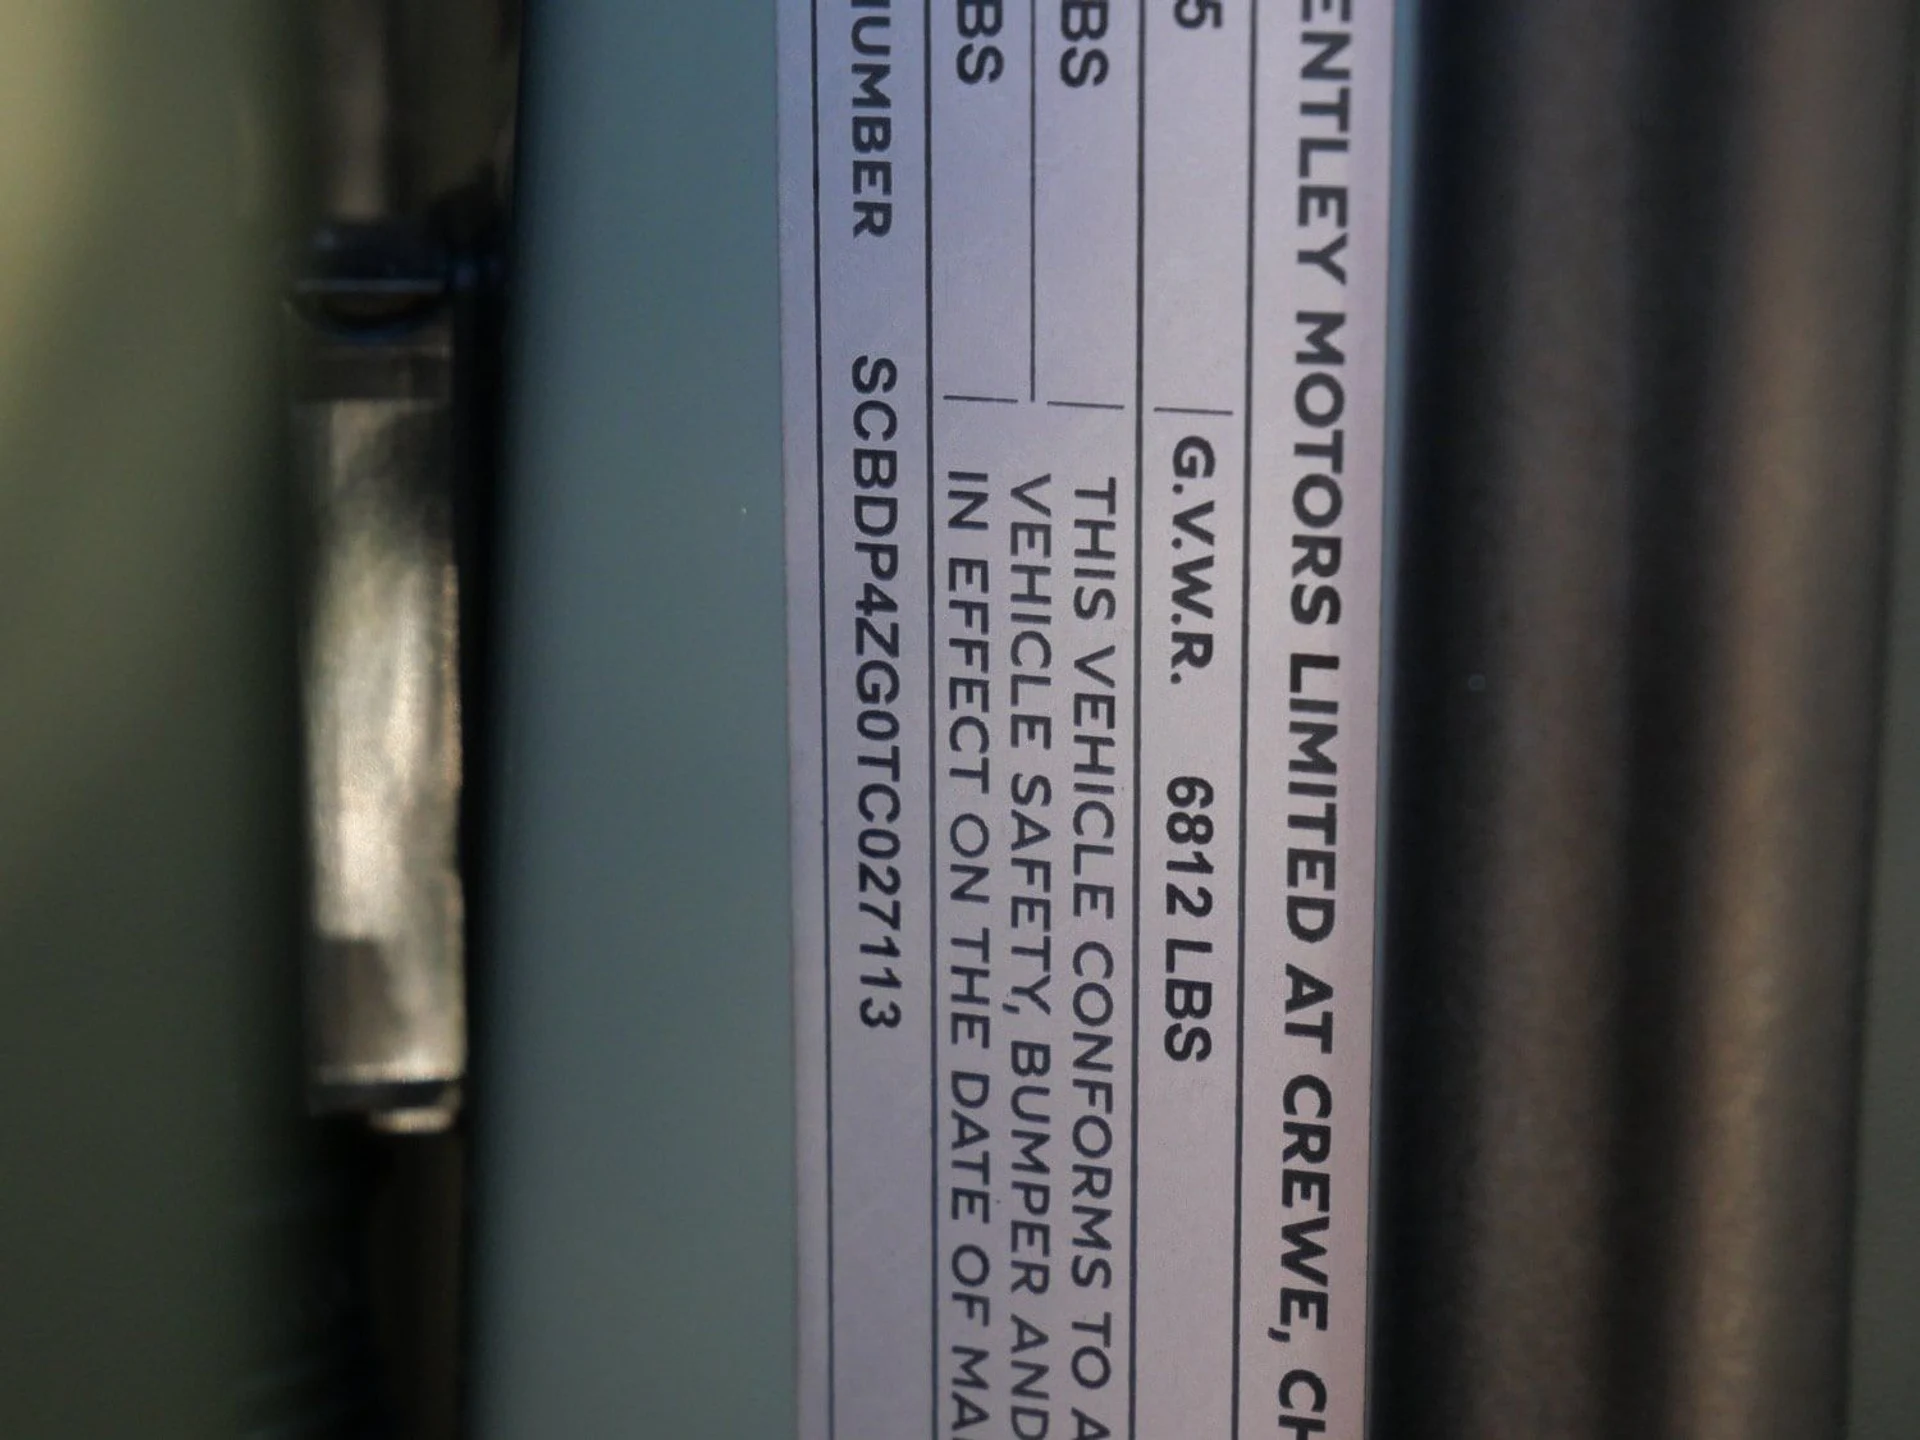 ENTLEY MOTORS LIMITED AT CREWE, CH
5 G.V.W.R. 6812 LBS
BS THIS VEHICLE CONFORMS TO A
VEHICLE SAFETY, BUMPER AND
BS IN EFFECT ON THE DATE OF MA
NUMBER SCBDP4ZG0TC027113